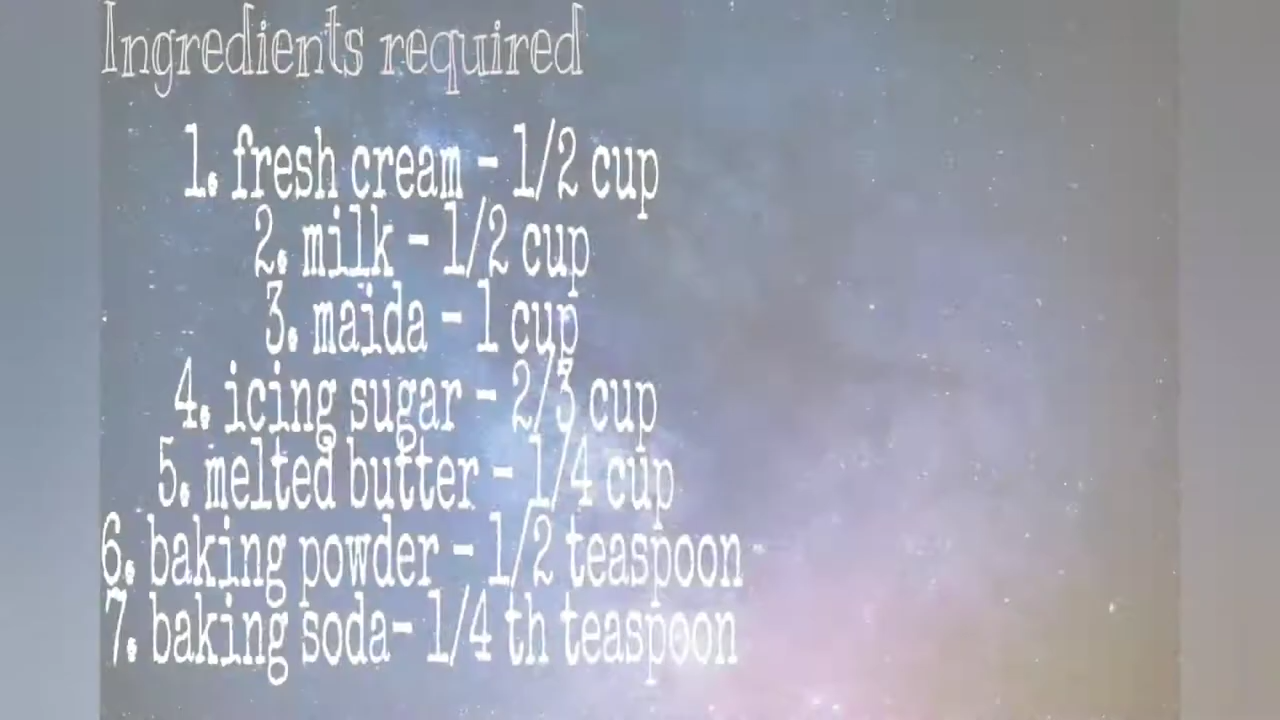 Ingredients required
1. fresh cream - 1/2 cup
2. milk - 1/2 cup
3. maida - 1 cup
4. icing sugar - 2/3 cup
5. melted butter - 1/4 cup
6. baking powder - 1/2 teaspoon
7. baking soda- 1/4 th teaspoon